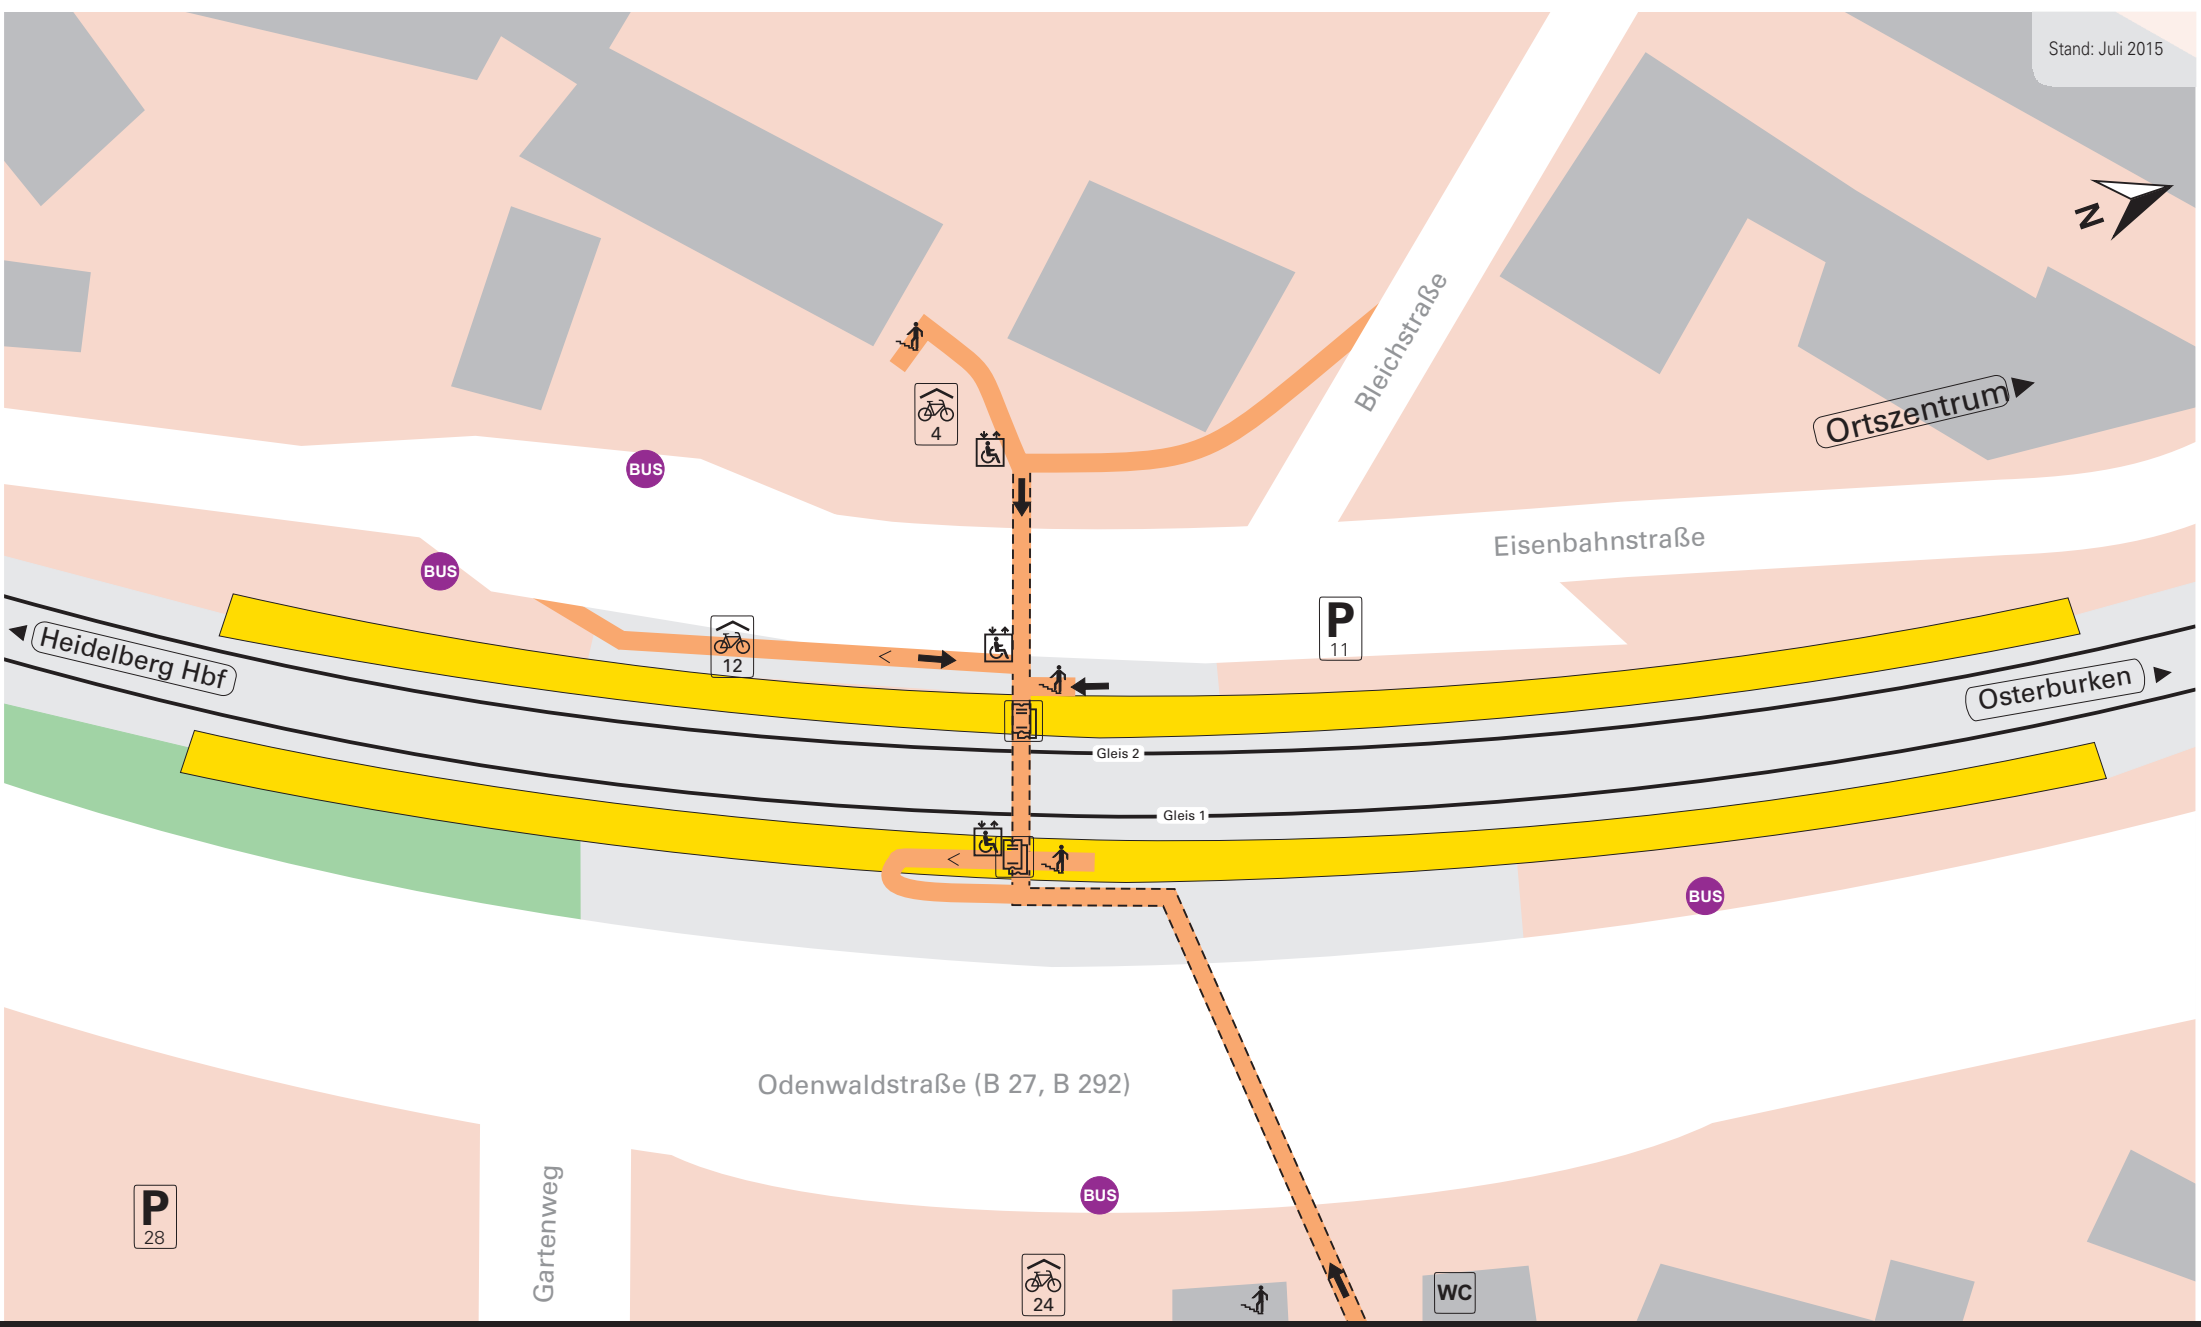 Stand: Juli 2015
N
Bleichstraße
Ortszentrum
4
BUS
Eisenbahnstraße
BUS
P
11
12
Heidelberg Hbf
Osterburken
Gleis 2
Gleis 1
BUS
Odenwaldstraße (B 27, B 292)
BUS
P
28
Gartenweg
24
WC